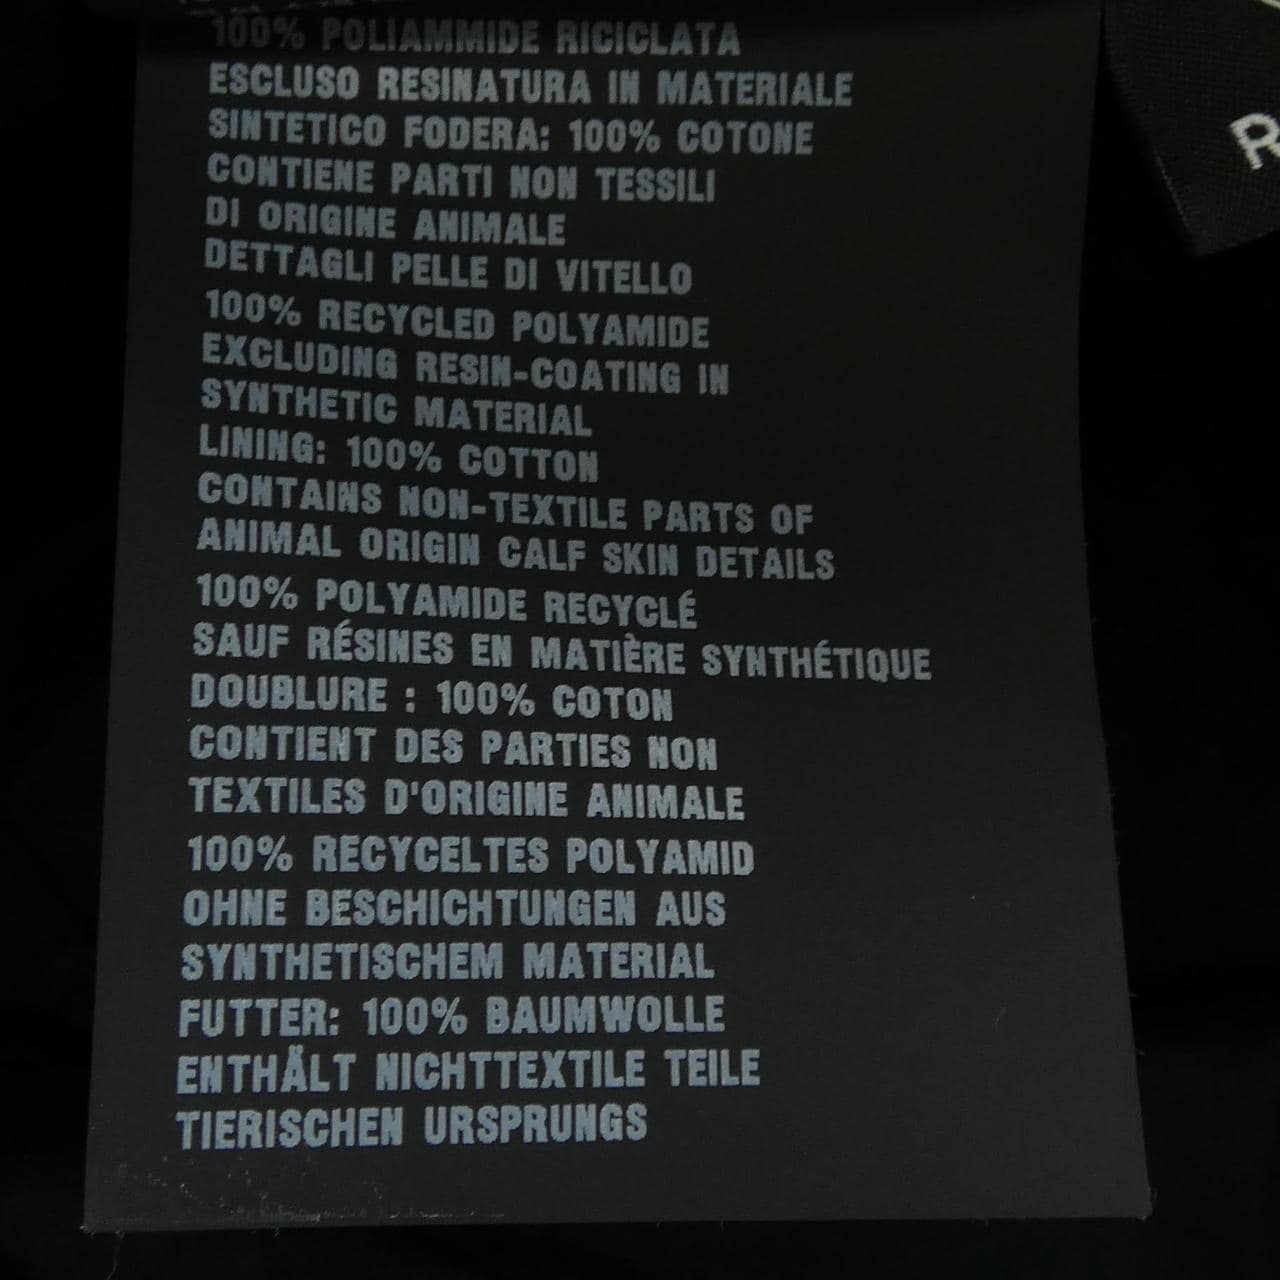 100% POLIAMMIDE RICICLATA
ESCLUSO RESINATURA IN MATERIALE
SINTETICO FODERA: 100% COTONE
CONTIENE PARTI NON TESSILI
DI ORIGINE ANIMALE
DETTAGLI PELLE DI VITELLO
100% RECYCLED POLYAMIDE
EXCLUDING RESIN-COATING IN
SYNTHETIC MATERIAL
LINING: 100% COTTON
CONTAINS NON-TEXTILE PARTS OF
ANIMAL ORIGIN CALF SKIN DETAILS
100% POLYAMIDE RECYCLÉ
SAUF RÉSINES EN MATIÈRE SYNTHÉTIQUE
DOUBLURE : 100% COTON
CONTIENT DES PARTIES NON
TEXTILES D'ORIGINE ANIMALE
100% RECYCELTES POLYAMID
OHNE BESCHICHTUNGEN AUS
SYNTHETISCHEM MATERIAL
FUTTER: 100% BAUMWOLLE
ENTHÄLT NICHTTEXTILE TEILE
TIERISCHEN URSPRUNGS
R